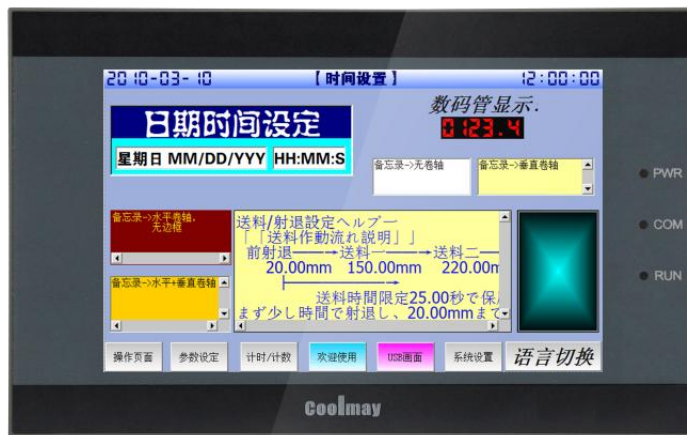 2010-03-10 【时间设置】 12:00:00
日期时间设定
星期日 MM/DD/YYY HH:MM:S
数码管显示.
0123.4
备忘录->无卷轴
备忘录->垂直卷轴
备忘录->水平卷轴.
无边框
备忘录->水平+垂直卷轴
送料/射退設定ヘルプー
「「送料作動流れ説明」」
前射退───→送料一───→送料二─
20.00mm 150.00mm 220.00m
送料時間限定25.00秒で保
まず少し時間で射退し、20.00mmまで
操作页面 参数设定 计时/计数 欢迎使用 USB画面 系统设置 语言切换
PWR
COM
RUN
Coolmay